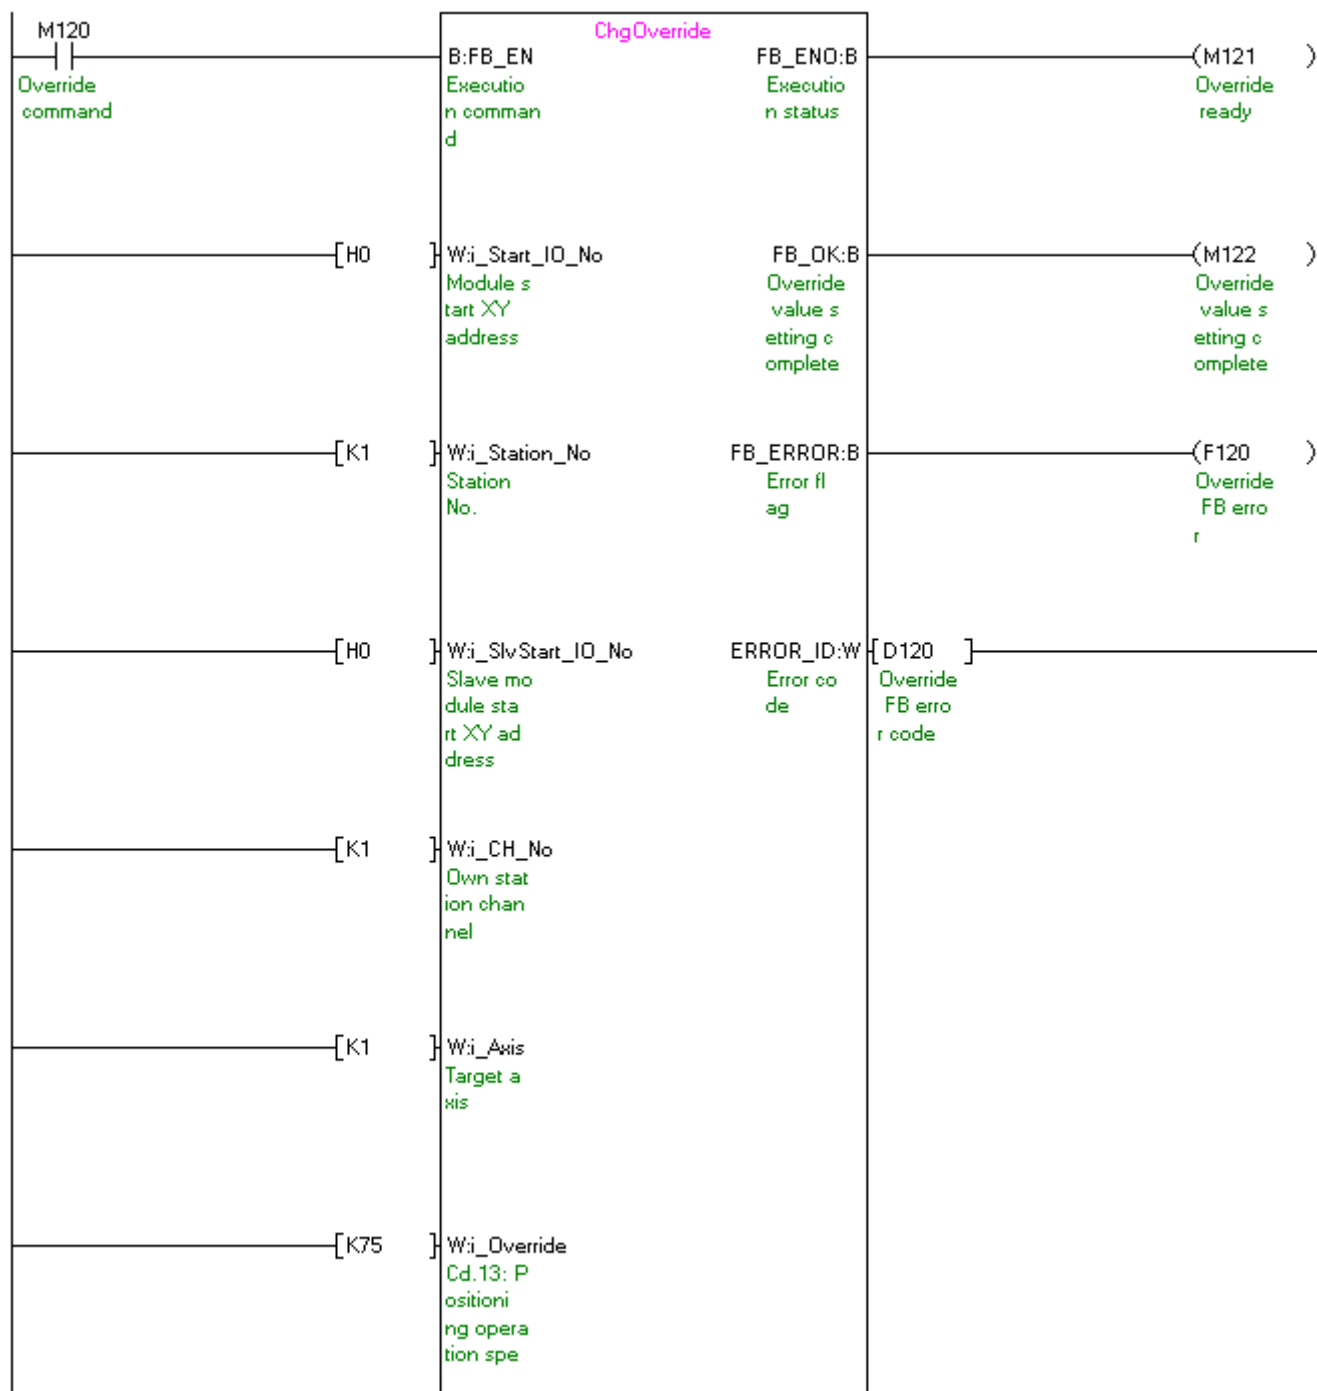 M120
ChgOverride
B:FB_EN
FB_ENO:B
(M121 )
Override
command
Executio
n comman
d
Executio
n status
Override
ready
[H0 ]
W:i_Start_IO_No
FB_OK:B
(M122 )
Module s
tart XY
address
Override
value s
etting c
omplete
Override
value s
etting c
omplete
[K1 ]
W:i_Station_No
FB_ERROR:B
(F120 )
Station
No.
Error fl
ag
Override
FB erro
r
[H0 ]
W:i_SlvStart_IO_No
ERROR_ID:W
[D120 ]
Slave mo
dule sta
rt XY ad
dress
Error co
de
Override
FB erro
r code
[K1 ]
W:i_CH_No
Own stat
ion chan
nel
[K1 ]
W:i_Axis
Target a
xis
[K75 ]
W:i_Override
Cd.13: P
ositioni
ng opera
tion spe